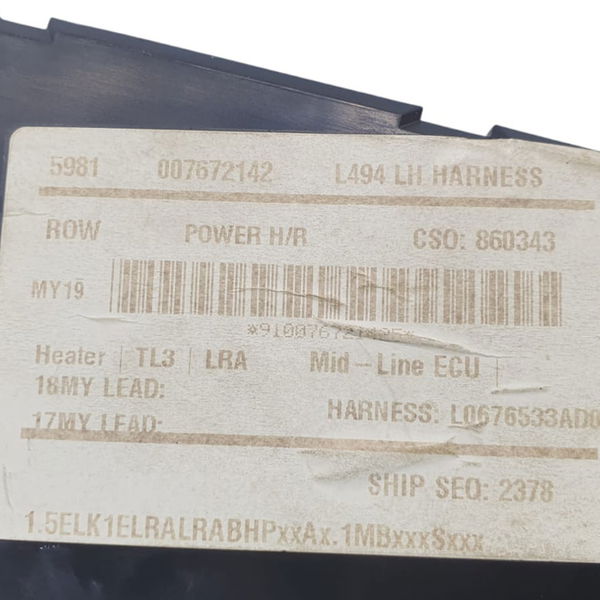 5981 007672142 L494 LH HARNESS
ROW POWER H/R CSO: 860343
MY19
Heater | TL3 | LRA Mid-Line ECU |
18MY LEAD:
HARNESS: L0676533AD0
17MY LEAD:
SHIP SEQ: 2378
1.5ELK1ELRALRABHPxxAx.1MBxxxSxxx